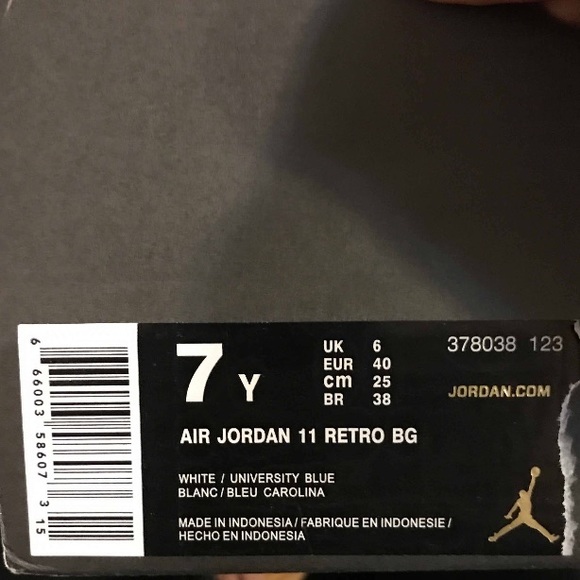 7 Y
UK 6
EUR 40
cm 25
BR 38
378038 123
JORDAN.COM
AIR JORDAN 11 RETRO BG
WHITE / UNIVERSITY BLUE
BLANC / BLEU CAROLINA
MADE IN INDONESIA / FABRIQUE EN INDONESIE /
HECHO EN INDONESIA
6 66003 58607 3 15